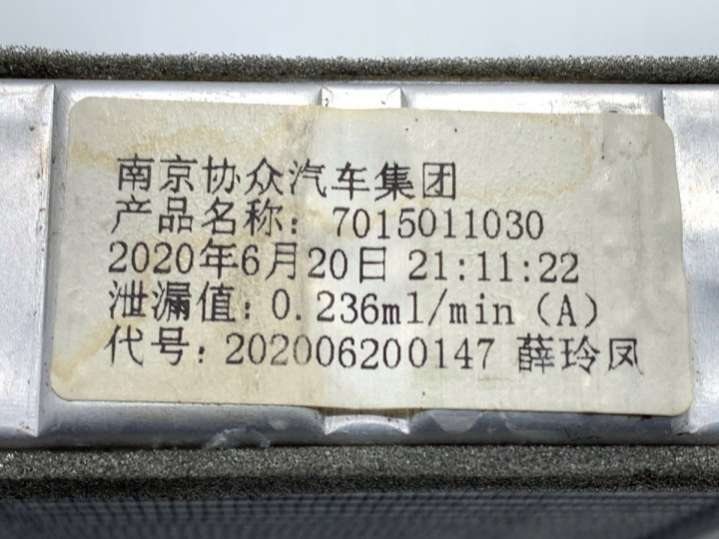 南京协众汽车集团
产品名称：7015011030
2020年6月20日 21:11:22
泄漏值：0.236ml/min（A）
代号：202006200147 薛玲凤